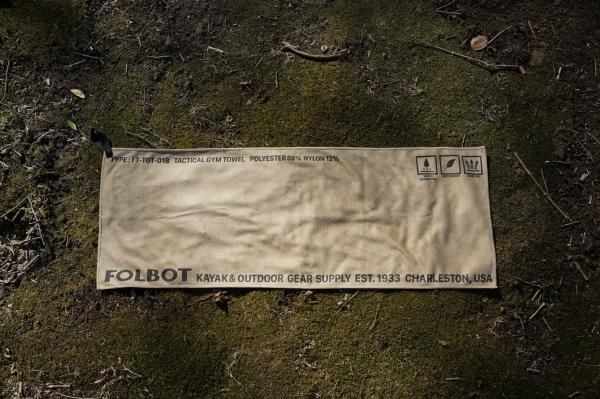 TYPE: FT-TGT-018 TACTICAL GYM TOWEL POLYESTER 88% NYLON 12%
FOLBOT KAYAK & OUTDOOR GEAR SUPPLY EST. 1933 CHARLESTON, USA